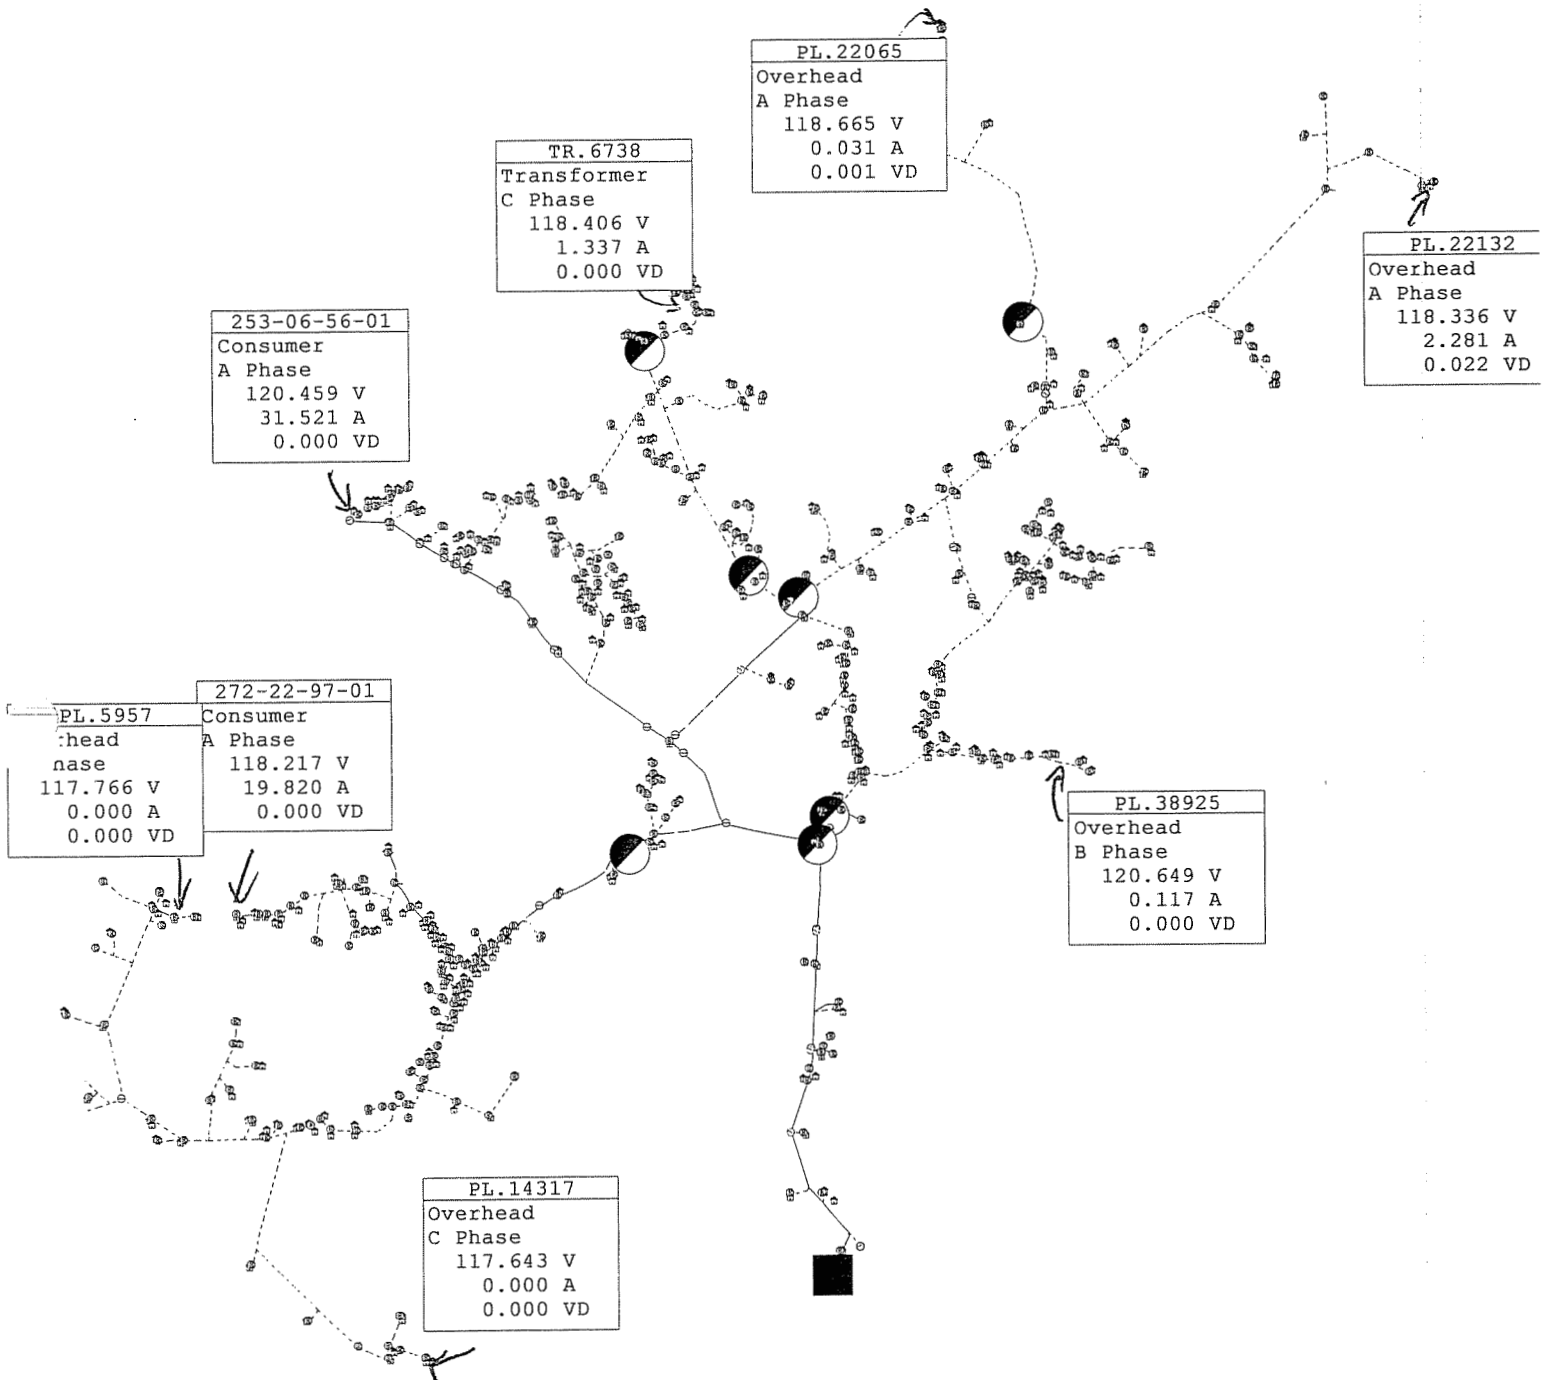 PL.22065
Overhead
A Phase
118.665 V
0.031 A
0.001 VD
TR.6738
Transformer
C Phase
118.406 V
1.337 A
0.000 VD
PL.22132
Overhead
A Phase
118.336 V
2.281 A
0.022 VD
253-06-56-01
Consumer
A Phase
120.459 V
31.521 A
0.000 VD
272-22-97-01
Consumer
A Phase
118.217 V
19.820 A
0.000 VD
PL.5957
head
hase
117.766 V
0.000 A
0.000 VD
PL.38925
Overhead
B Phase
120.649 V
0.117 A
0.000 VD
PL.14317
Overhead
C Phase
117.643 V
0.000 A
0.000 VD